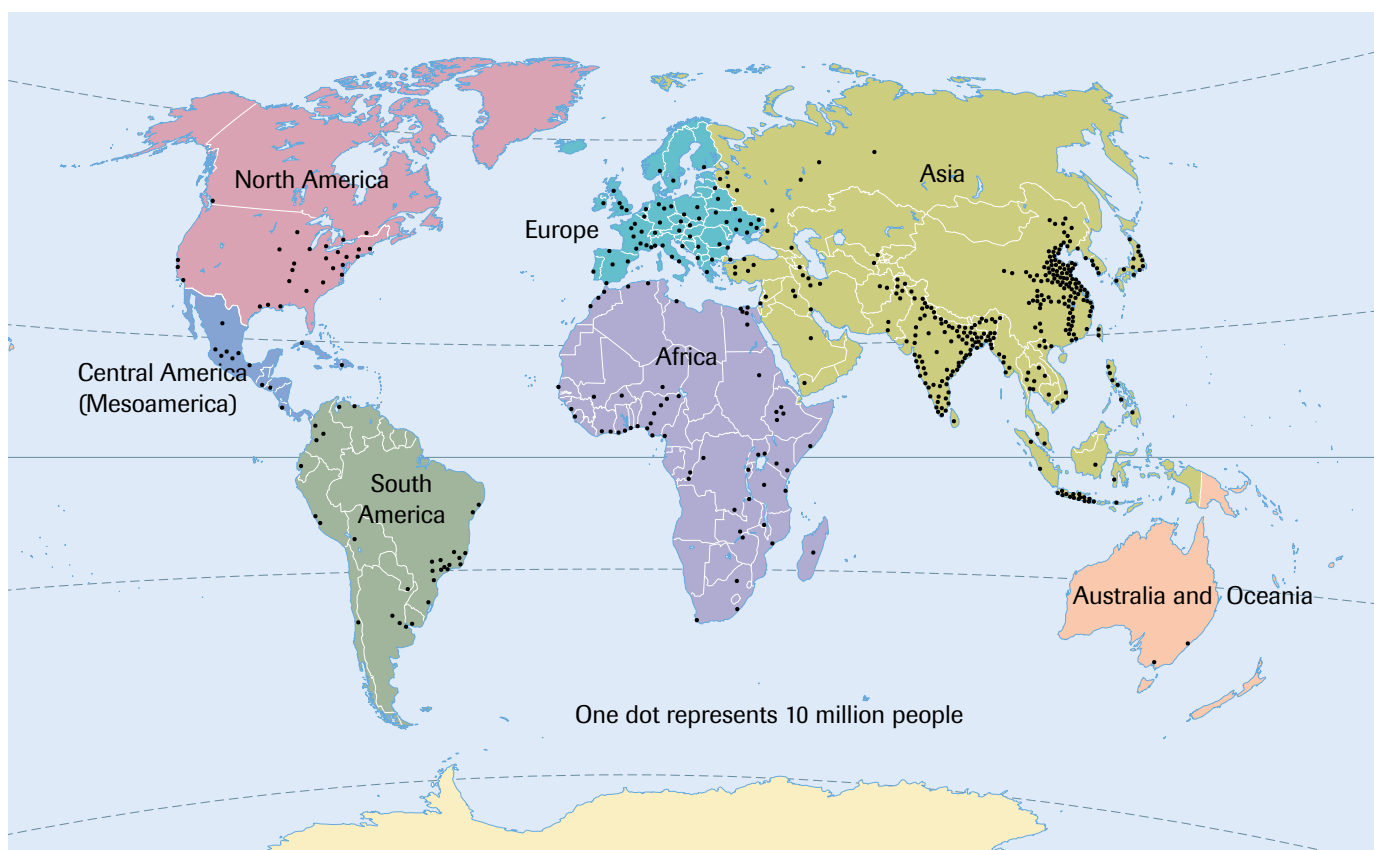 North America
Asia
Europe
Africa
Central America
(Mesoamerica)
South
America
Australia and Oceania
One dot represents 10 million people